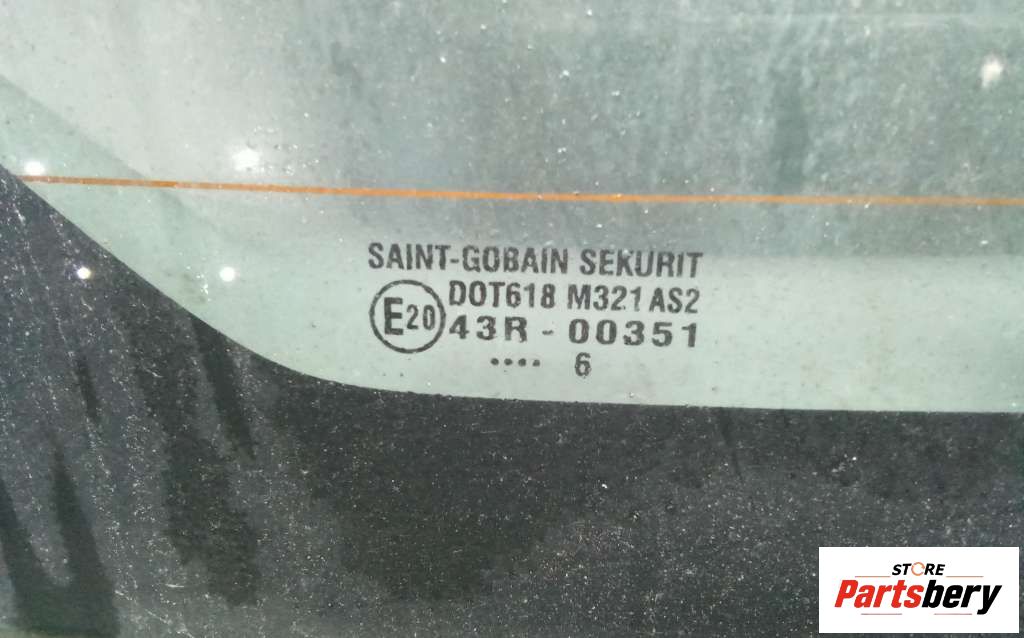 SAINT-GOBAIN SEKURIT
DOT618 M321 AS2
E20 43R - 00351
.... 6
STORE
Partsbery